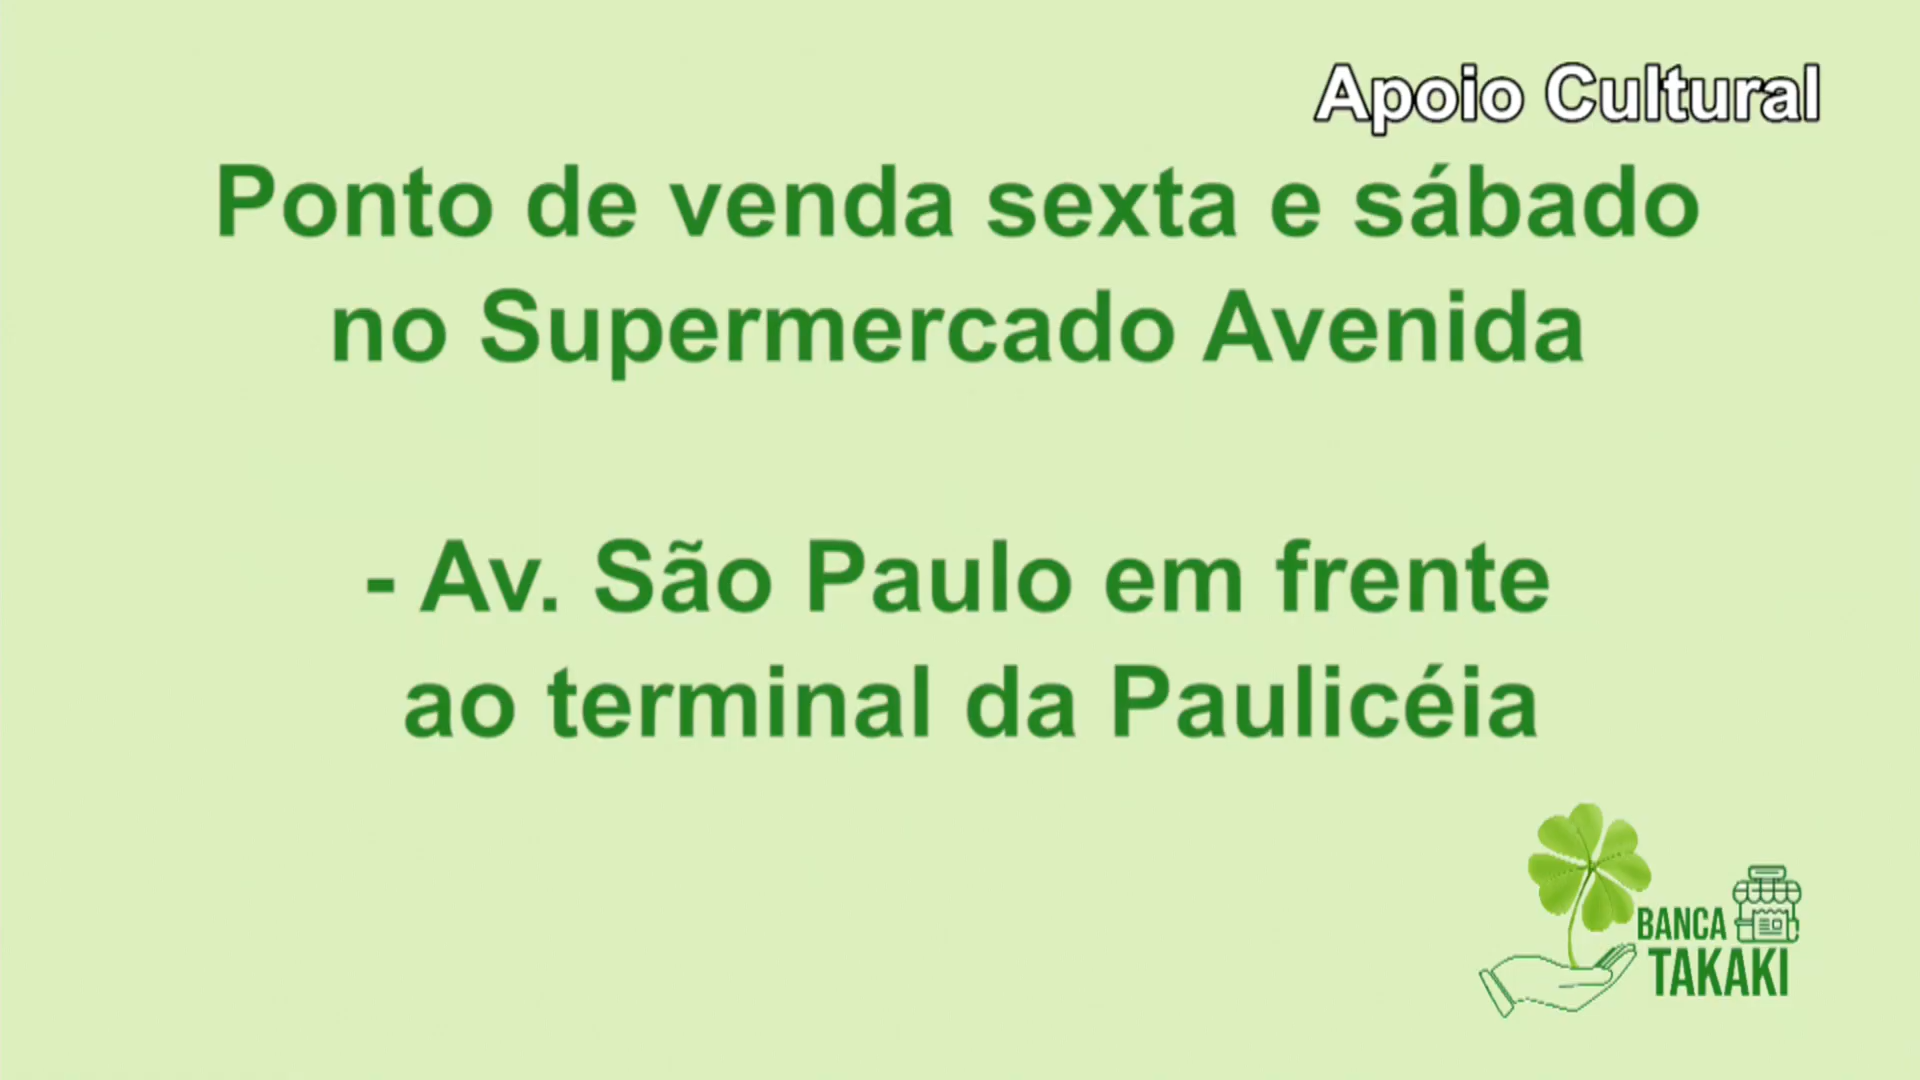 Apoio Cultural
Ponto de venda sexta e sábado
no Supermercado Avenida
- Av. São Paulo em frente
ao terminal da Paulicéia
BANCA
TAKAKI